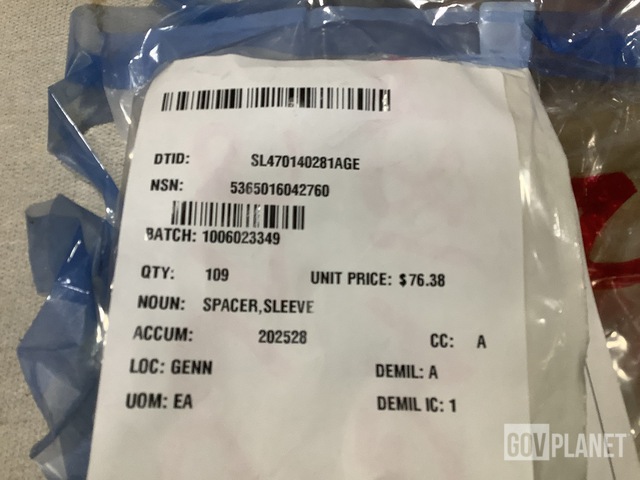 DTID: SL470140281AGE
NSN: 5365016042760
BATCH: 1006023349
QTY: 109 UNIT PRICE: $76.38
NOUN: SPACER,SLEEVE
ACCUM: 202528 CC: A
LOC: GENN DEMIL: A
UOM: EA DEMIL IC: 1
GOVPLANET